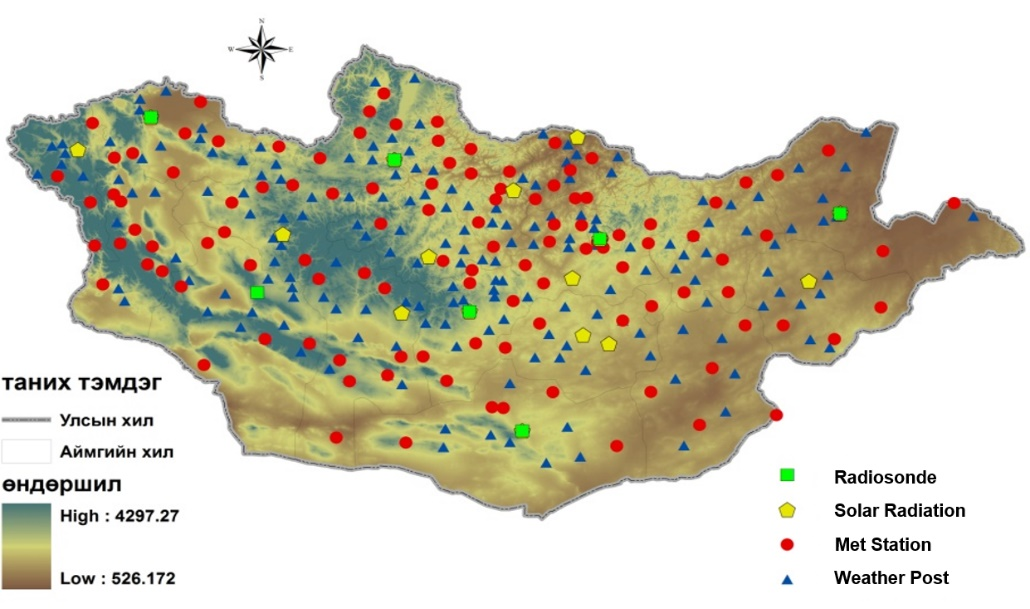 N
W E
S
таних тэмдэг
Улсын хил
Аймгийн хил
өндөршил
High : 4297.27
Low : 526.172
Radiosonde
Solar Radiation
Met Station
Weather Post